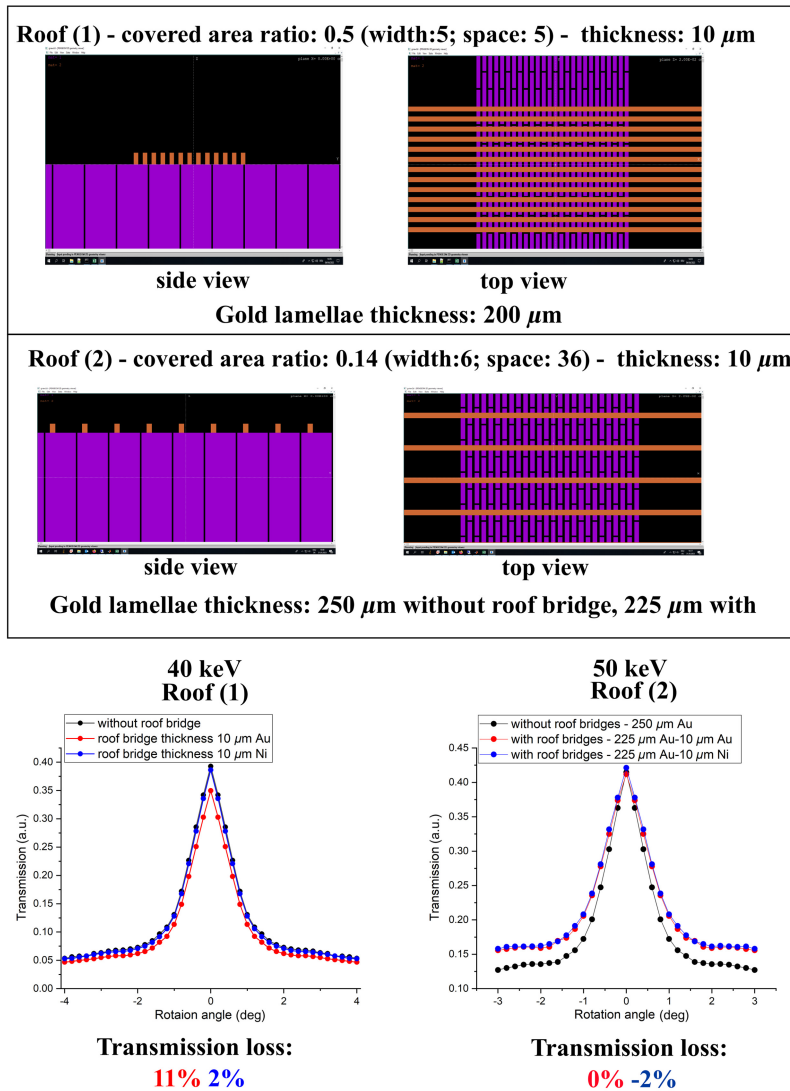 Roof (1) - covered area ratio: 0.5 (width:5; space: 5) - thickness: 10 µm
side view
top view
Gold lamellae thickness: 200 µm
Roof (2) - covered area ratio: 0.14 (width:6; space: 36) - thickness: 10 µm
side view
top view
Gold lamellae thickness: 250 µm without roof bridge, 225 µm with
40 keV
Roof (1)
without roof bridge
roof bridge thickness 10 µm Au
roof bridge thickness 10 µm Ni
0.40
0.35
0.30
0.25
0.20
0.15
0.10
0.05
0.00
Transmission (a.u.)
-4 -2 0 2 4
Rotaion angle (deg)
Transmission loss:
11% 2%
50 keV
Roof (2)
without roof bridges - 250 µm Au
with roof bridges - 225 µm Au-10 µm Au
with roof bridges - 225 µm Au-10 µm Ni
0.45
0.40
0.35
0.30
0.25
0.20
0.15
0.10
Transmission (a.u.)
-3 -2 -1 0 1 2 3
Rotation angle (deg)
Transmission loss:
0% -2%